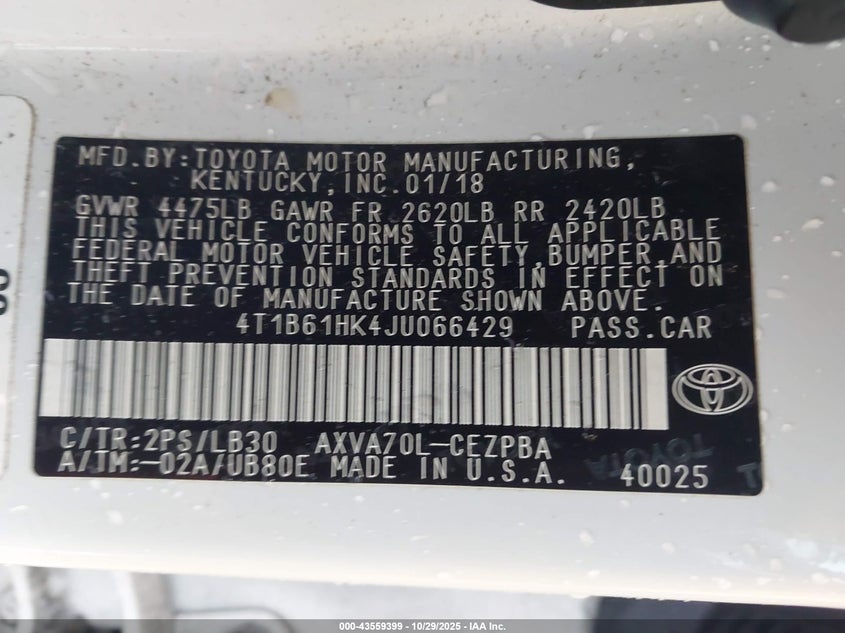 MFD.BY:TOYOTA MOTOR MANUFACTURING,
KENTUCKY,INC.01/18
GVWR 4475LB GAWR FR 2620LB RR 2420LB
THIS VEHICLE CONFORMS TO ALL APPLICABLE
FEDERAL MOTOR VEHICLE SAFETY,BUMPER,AND
THEFT PREVENTION STANDARDS IN EFFECT ON
THE DATE OF MANUFACTURE SHOWN ABOVE.
4T1B61HK4JU066429 PASS.CAR
C/TR:2PS/LB30 AXVA70L-CEZPBA
A/TM:-02A/UB80E MADE IN U.S.A. 40025
TOYOTA
000-43559399 | 10/29/2025 - IAA Inc.